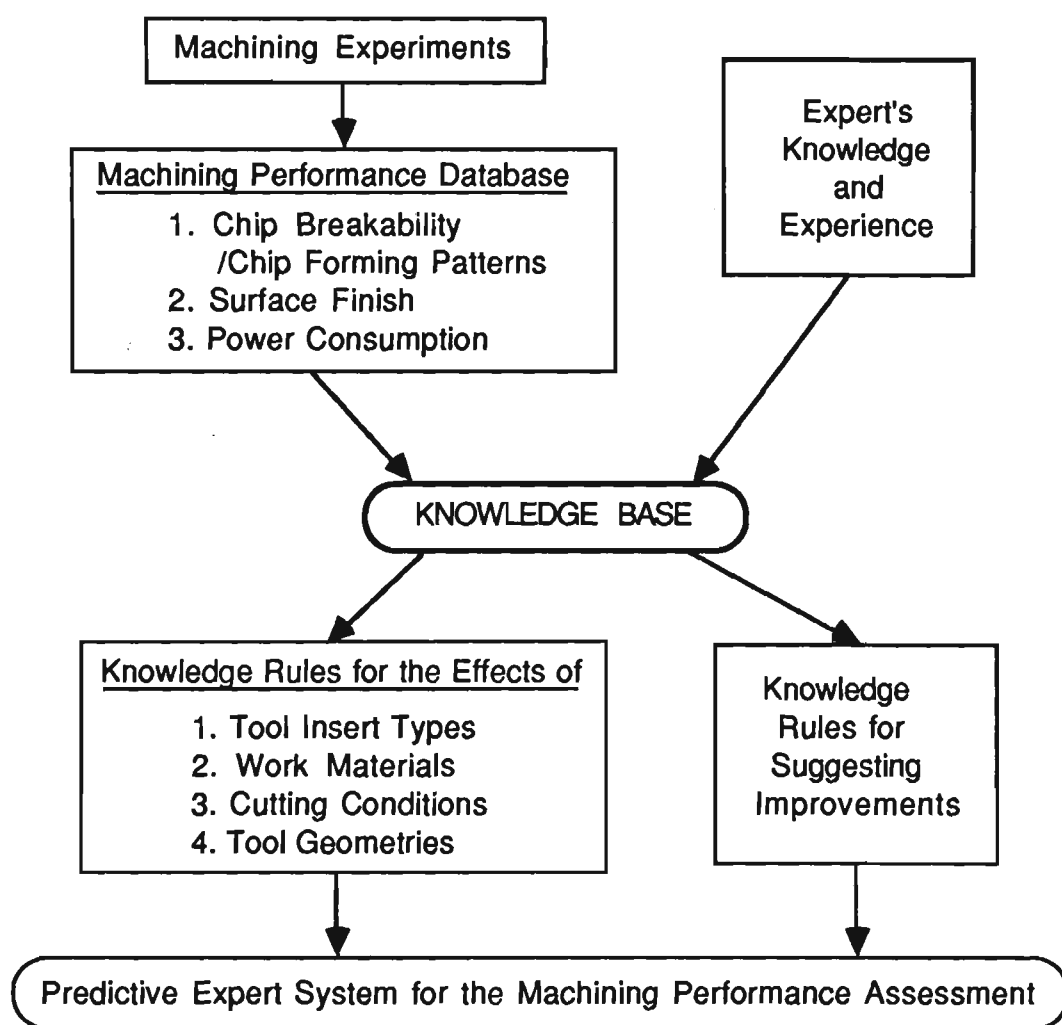 Machining Experiments
Machining Performance Database
1. Chip Breakability
/Chip Forming Patterns
2. Surface Finish
3. Power Consumption
Expert's
Knowledge
and
Experience
KNOWLEDGE BASE
Knowledge Rules for the Effects of
1. Tool Insert Types
2. Work Materials
3. Cutting Conditions
4. Tool Geometries
Knowledge
Rules for
Suggesting
Improvements
Predictive Expert System for the Machining Performance Assessment